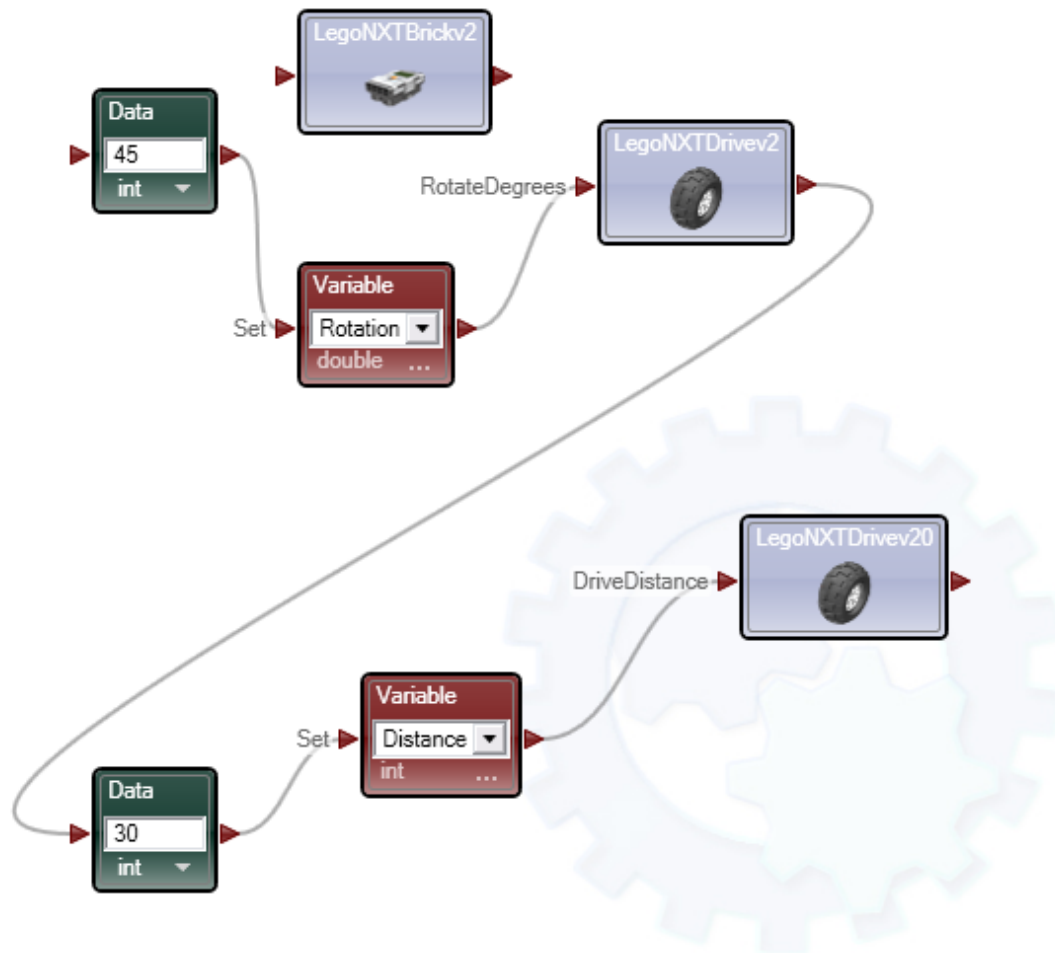 LegoNXTBrickv2
Data
45
int
LegoNXTDrivev2
RotateDegrees
Variable
Set
Rotation
double ...
LegoNXTDrivev20
DriveDistance
Variable
Set
Distance
int ...
Data
30
int